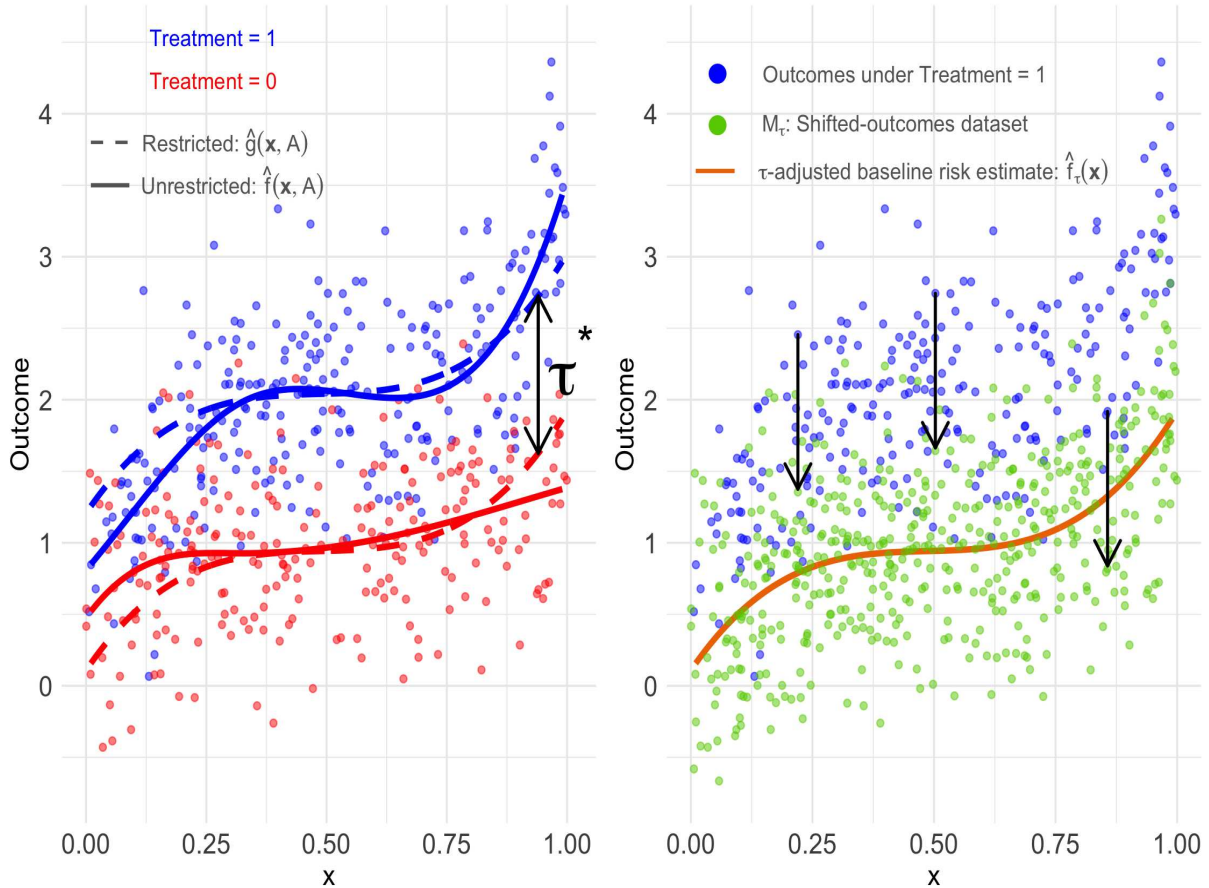 Treatment = 1
Treatment = 0
Restricted: ĝ(x, A)
Unrestricted: f̂(x, A)
τ*
Outcome
4
3
2
1
0
0.00 0.25 0.50 0.75 1.00
x
Outcomes under Treatment = 1
Mτ: Shifted-outcomes dataset
τ-adjusted baseline risk estimate: f̂τ(x)
Outcome
4
3
2
1
0
0.00 0.25 0.50 0.75 1.00
x